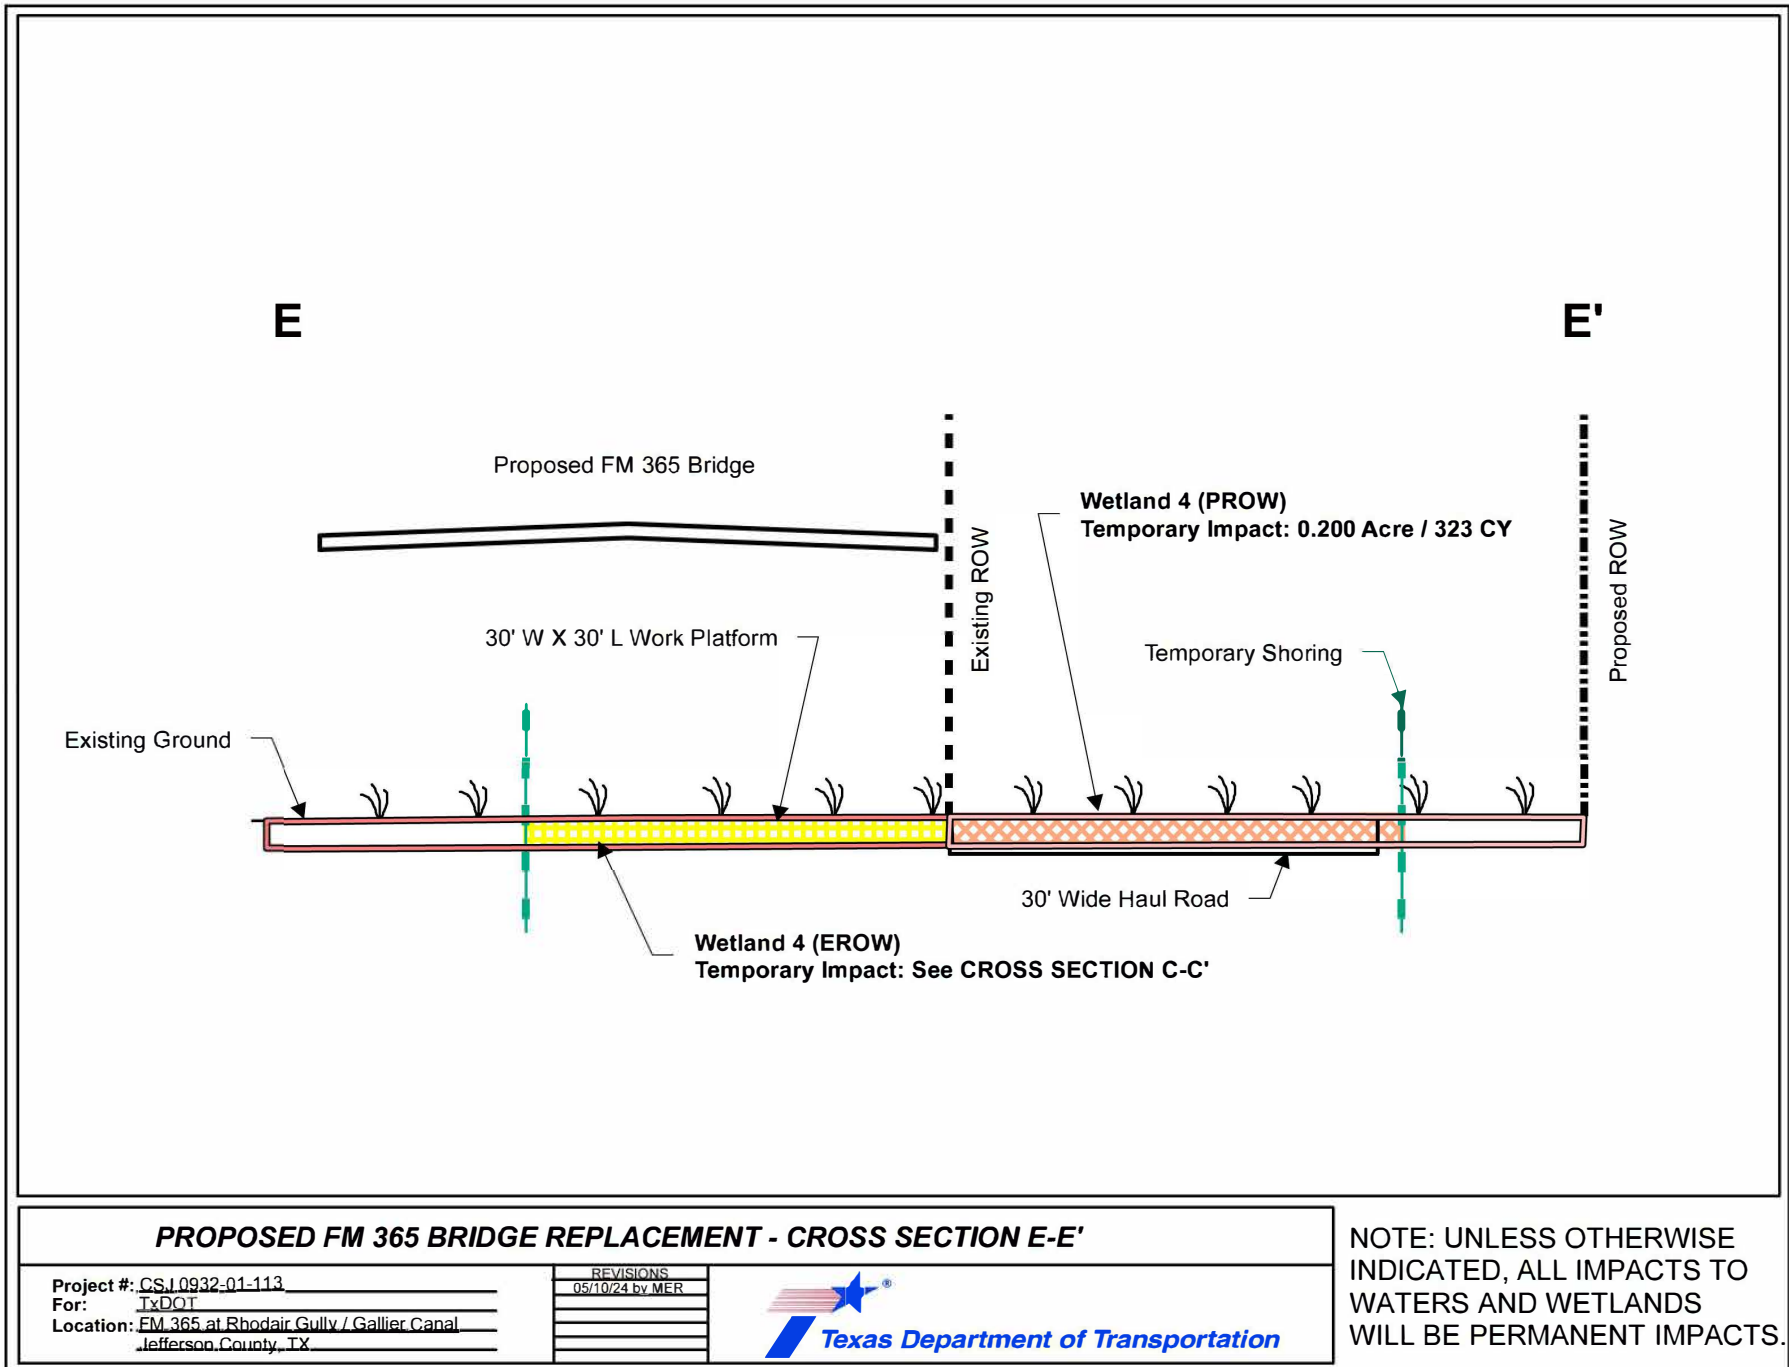 E
E'
Proposed FM 365 Bridge
Wetland 4 (PROW)
Temporary Impact: 0.200 Acre / 323 CY
Existing ROW
Proposed ROW
30' W X 30' L Work Platform
Temporary Shoring
Existing Ground
30' Wide Haul Road
Wetland 4 (EROW)
Temporary Impact: See CROSS SECTION C-C'
PROPOSED FM 365 BRIDGE REPLACEMENT - CROSS SECTION E-E'
Project #: CSJ 0932-01-113
For: TxDOT
Location: FM 365 at Rhodair Gully / Gallier Canal
Jefferson County, TX
REVISIONS
05/10/24 by MER
®
Texas Department of Transportation
NOTE: UNLESS OTHERWISE
INDICATED, ALL IMPACTS TO
WATERS AND WETLANDS
WILL BE PERMANENT IMPACTS.